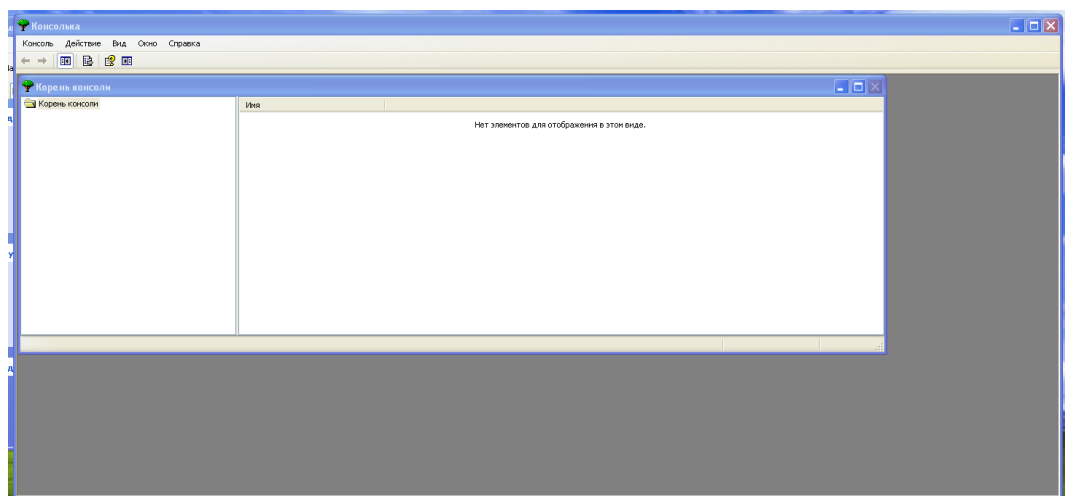 Консолька
Консоль Действие Вид Окно Справка
Корень консоли
Корень консоли
Имя
Нет элементов для отображения в этом виде.